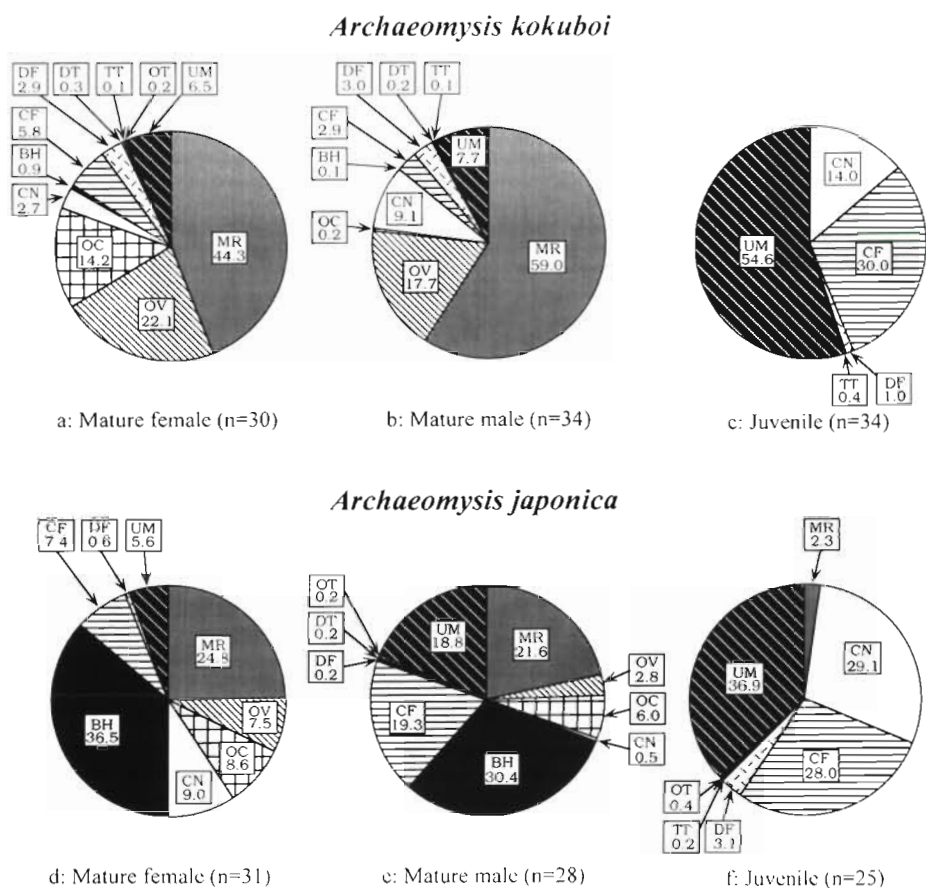 Archaeomysis kokuboi
DF 2.9
DT 0.3
TT 0.1
OT 0.2
UM 6.5
CF 5.8
BH 0.9
CN 2.7
OC 14.2
OV 22.1
MR 44.3
a: Mature female (n=30)
DF 3.0
DT 0.2
TT 0.1
CF 2.9
BH 0.1
UM 7.7
CN 9.1
OC 0.2
OV 17.7
MR 59.0
b: Mature male (n=34)
CN 14.0
UM 54.6
CF 30.0
TT 0.4
DF 1.0
c: Juvenile (n=34)
Archaeomysis japonica
CF 7.4
DF 0.6
UM 5.6
MR 24.8
OV 7.5
BH 36.5
OC 8.6
CN 9.0
d: Mature female (n=31)
OT 0.2
DT 0.2
DF 0.2
UM 18.8
MR 21.6
OV 2.8
OC 6.0
CF 19.3
CN 0.5
BH 30.4
e: Mature male (n=28)
MR 2.3
CN 29.1
UM 36.9
CF 28.0
OT 0.4
TT 0.2
DF 3.1
f: Juvenile (n=25)